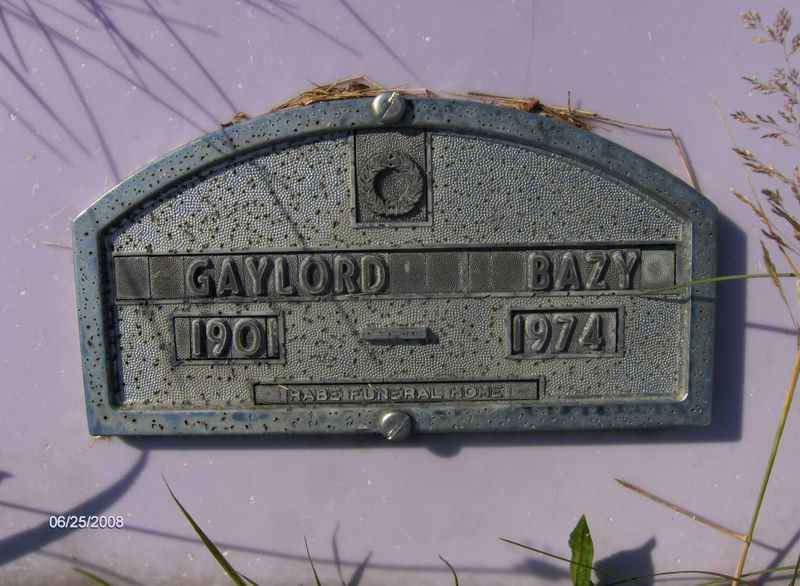 GAYLORD BAZY
1901 — 1974
RABE FUNERAL HOME
06/25/2008